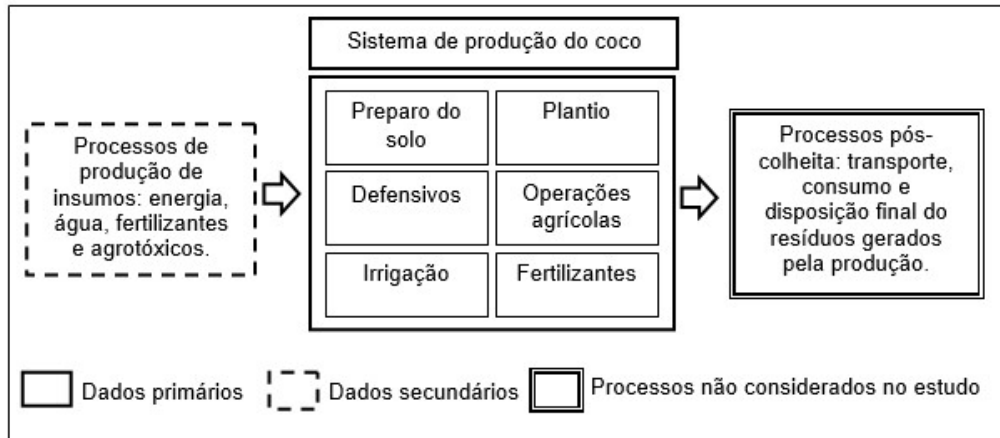 Sistema de produção do coco
Processos de
produção de
insumos: energia,
água, fertilizantes
e agrotóxicos.
Preparo do
solo
Plantio
Defensivos
Operações
agrícolas
Irrigação
Fertilizantes
Processos pós-
colheita: transporte,
consumo e
disposição final do
resíduos gerados
pela produção.
Dados primários
Dados secundários
Processos não considerados no estudo